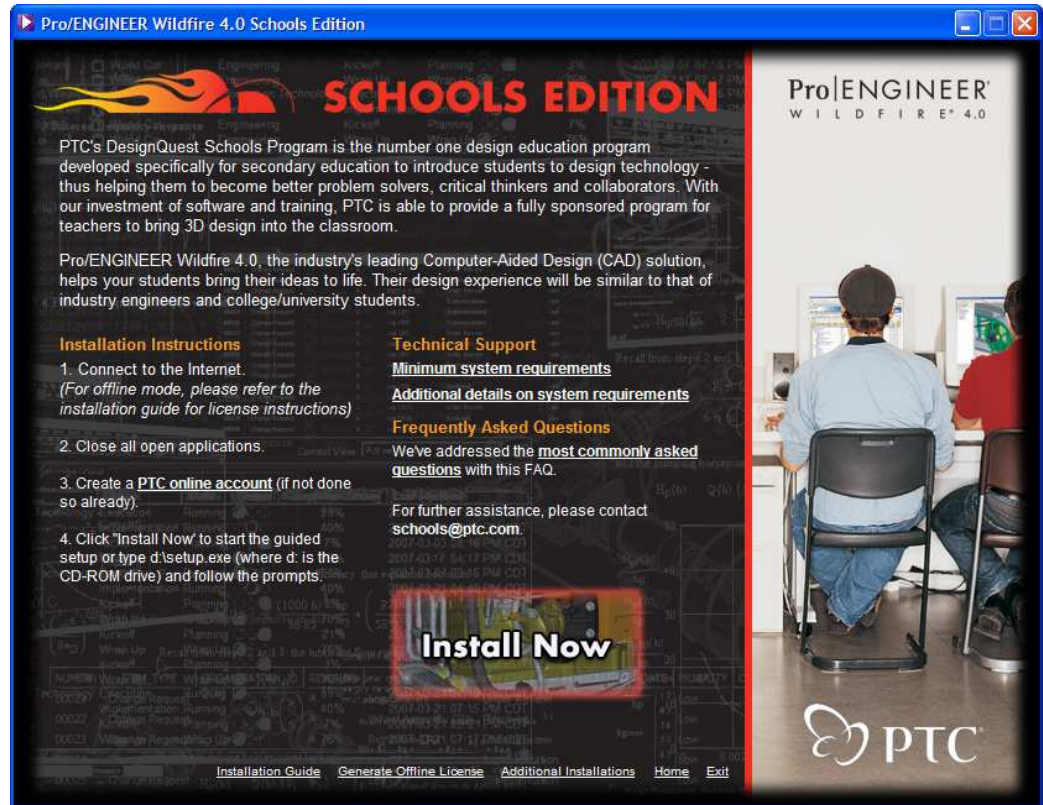 Pro/ENGINEER Wildfire 4.0 Schools Edition
SCHOOLS EDITION
PTC's DesignQuest Schools Program is the number one design education program
developed specifically for secondary education to introduce students to design technology -
thus helping them to become better problem solvers, critical thinkers and collaborators. With
our investment of software and training, PTC is able to provide a fully sponsored program for
teachers to bring 3D design into the classroom.
Pro/ENGINEER Wildfire 4.0, the industry's leading Computer-Aided Design (CAD) solution,
helps your students bring their ideas to life. Their design experience will be similar to that of
industry engineers and college/university students.
Installation Instructions
1. Connect to the Internet.
(For offline mode, please refer to the
installation guide for license instructions)
2. Close all open applications.
3. Create a PTC online account (if not done
so already).
4. Click "Install Now' to start the guided
setup or type d:\setup.exe (where d: is the
CD-ROM drive) and follow the prompts.
Technical Support
Minimum system requirements
Additional details on system requirements
Frequently Asked Questions
We've addressed the most commonly asked
questions with this FAQ.
For further assistance, please contact
schools@ptc.com.
Install Now
Installation Guide Generate Offline License Additional Installations Home Exit
Pro|ENGINEER®
WILDFIRE® 4.0
PTC®